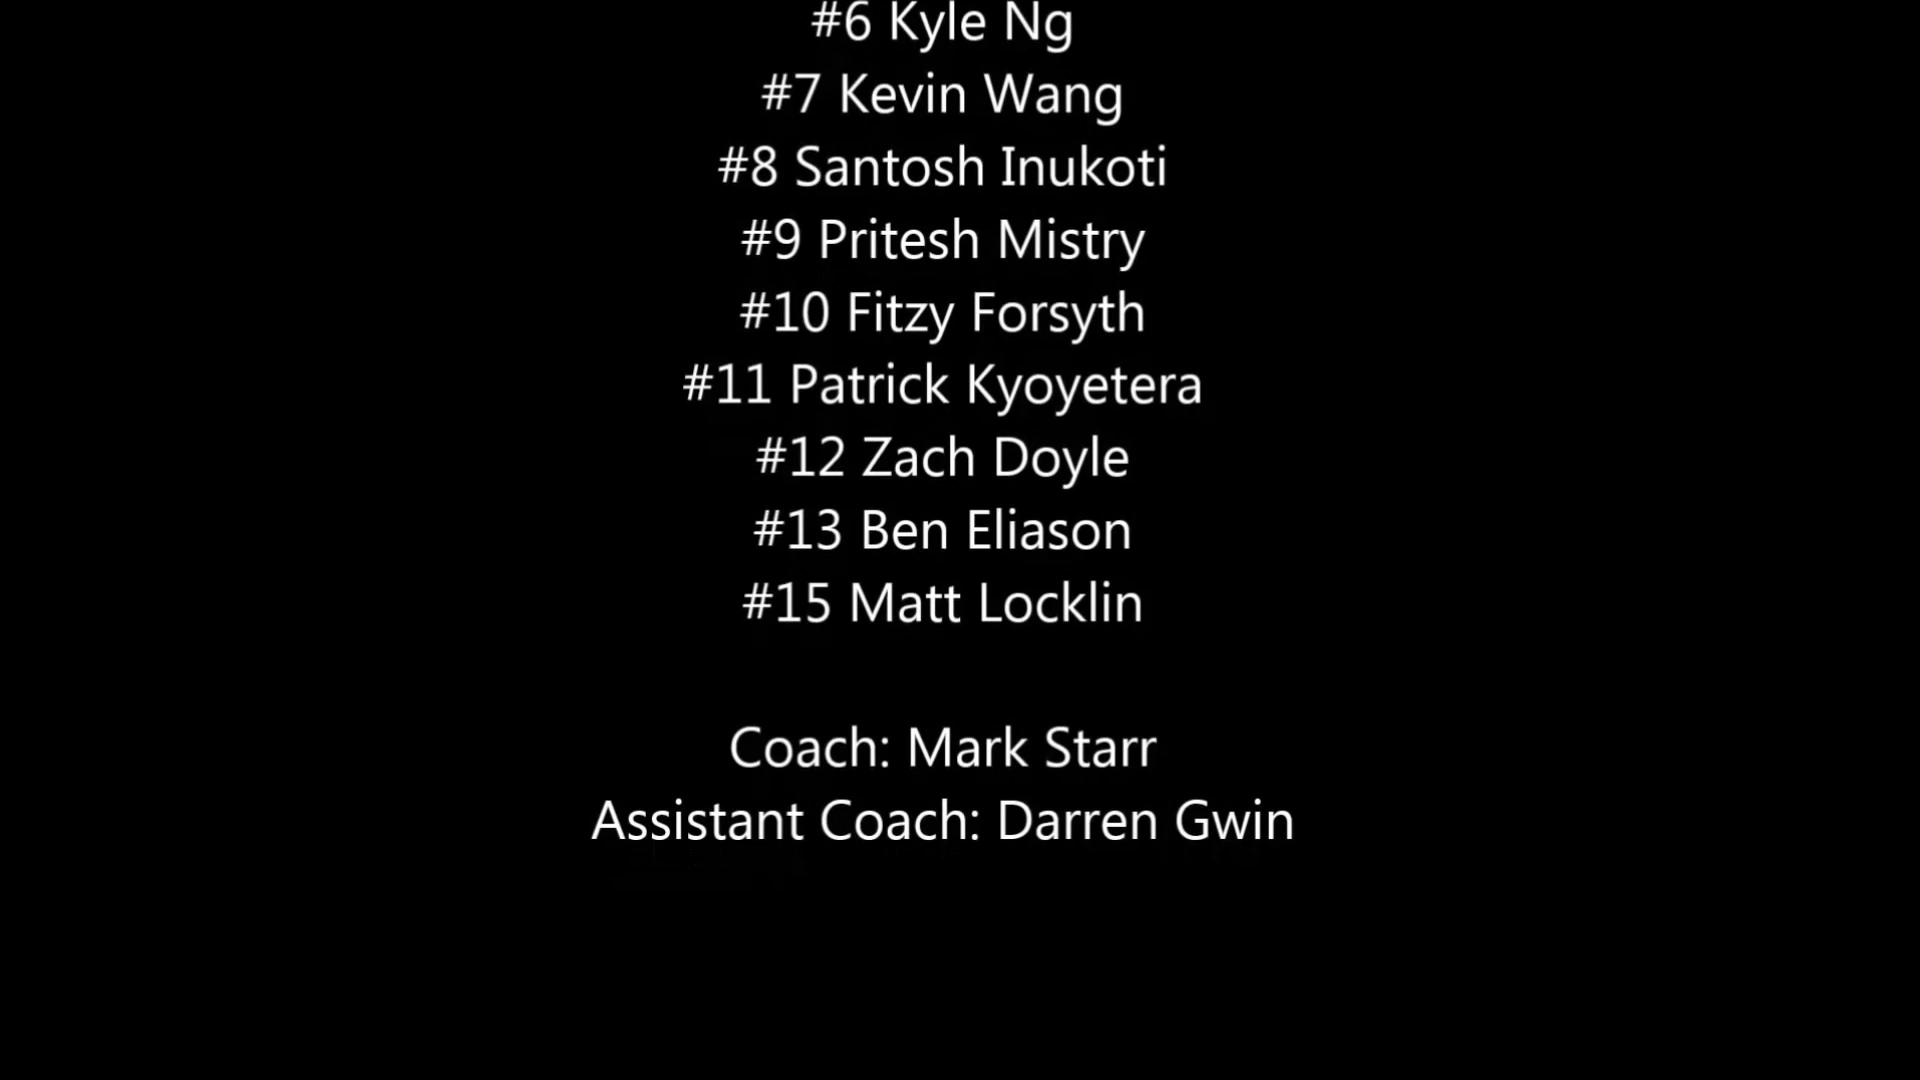 #6 Kyle Ng
#7 Kevin Wang
#8 Santosh Inukoti
#9 Pritesh Mistry
#10 Fitzy Forsyth
#11 Patrick Kyoyetera
#12 Zach Doyle
#13 Ben Eliason
#15 Matt Locklin
Coach: Mark Starr
Assistant Coach: Darren Gwin